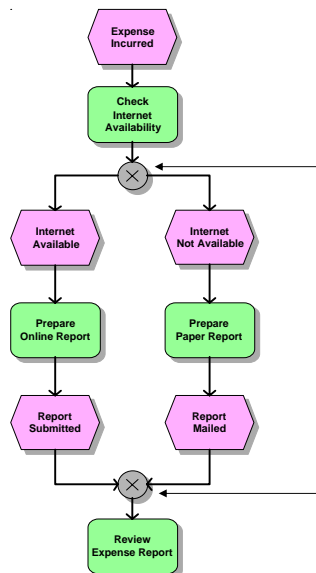 Expense
Incurred
Check
Internet
Availability
Internet
Available
Internet
Not Available
Prepare
Online Report
Prepare
Paper Report
Report
Submitted
Report
Mailed
Review
Expense Report